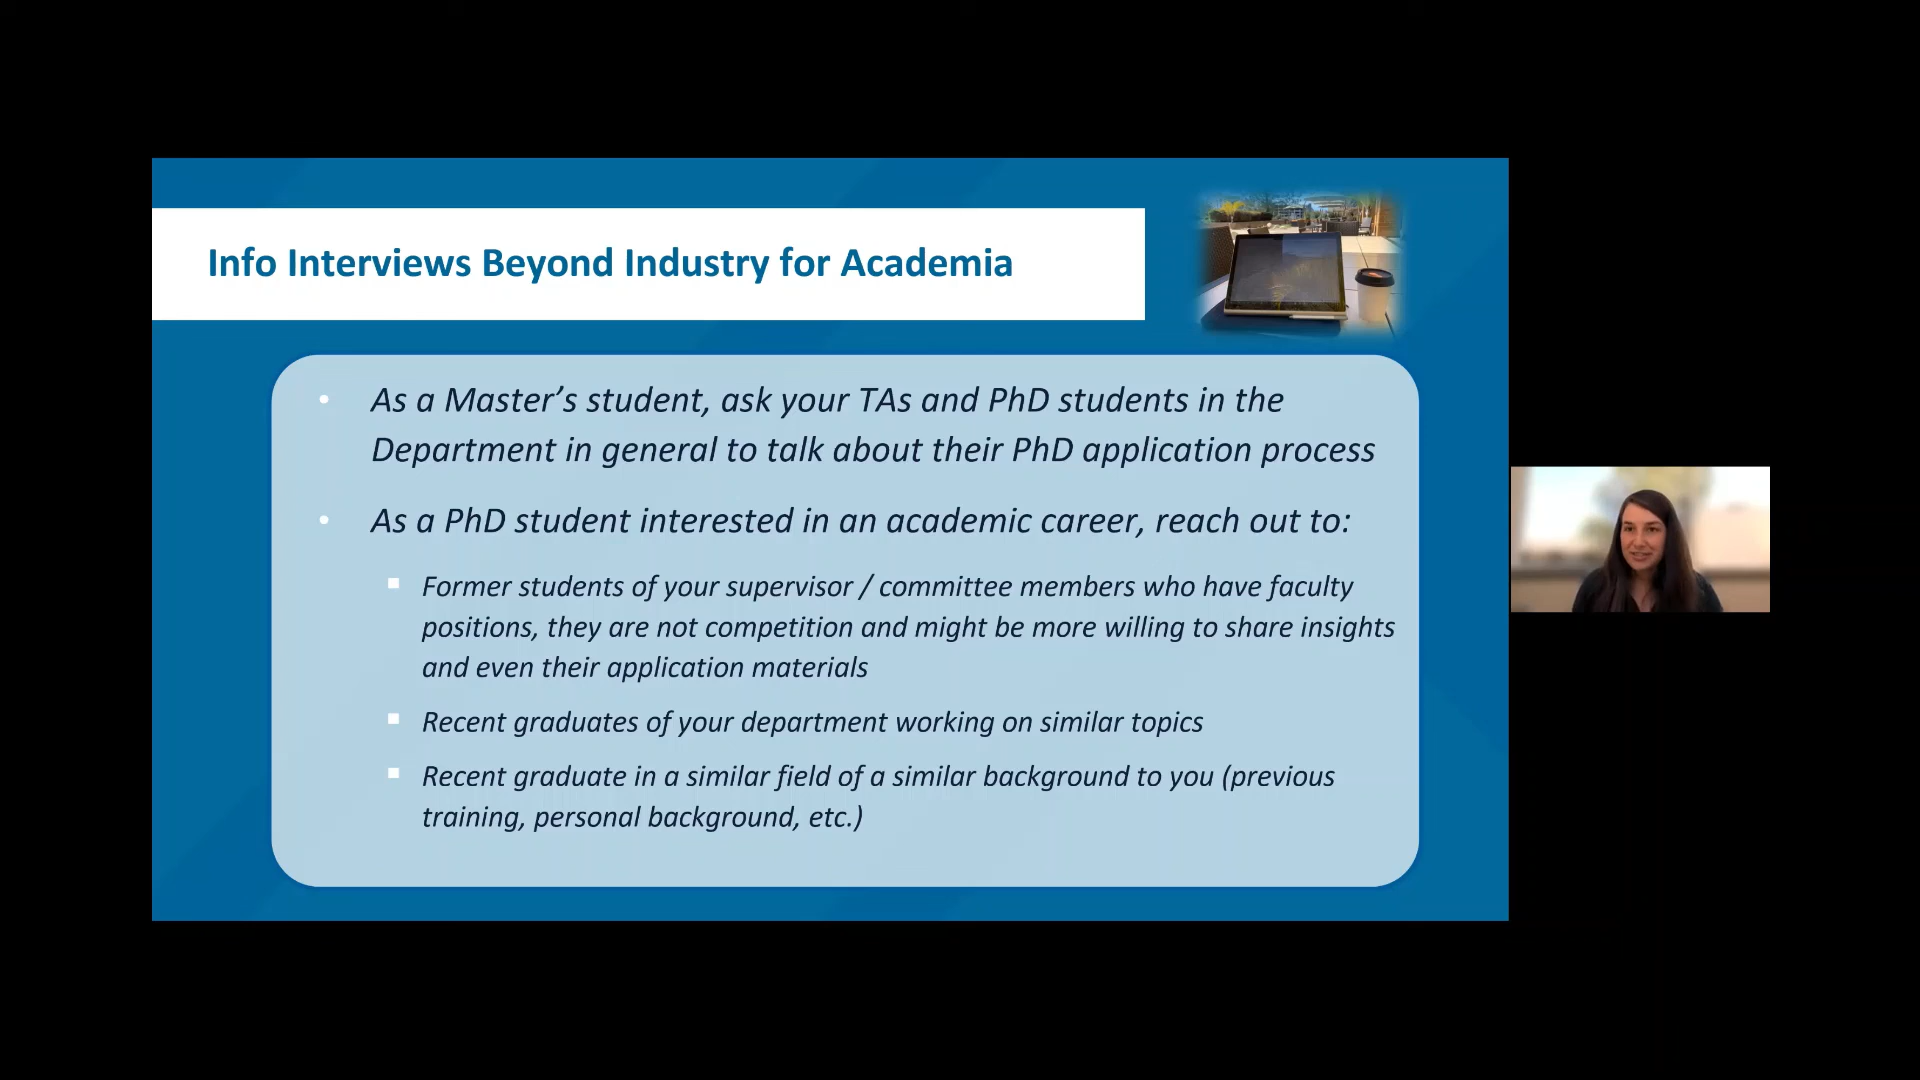 Info Interviews Beyond Industry for Academia
• As a Master’s student, ask your TAs and PhD students in the
Department in general to talk about their PhD application process
• As a PhD student interested in an academic career, reach out to:
▪ Former students of your supervisor / committee members who have faculty
positions, they are not competition and might be more willing to share insights
and even their application materials
▪ Recent graduates of your department working on similar topics
▪ Recent graduate in a similar field of a similar background to you (previous
training, personal background, etc.)